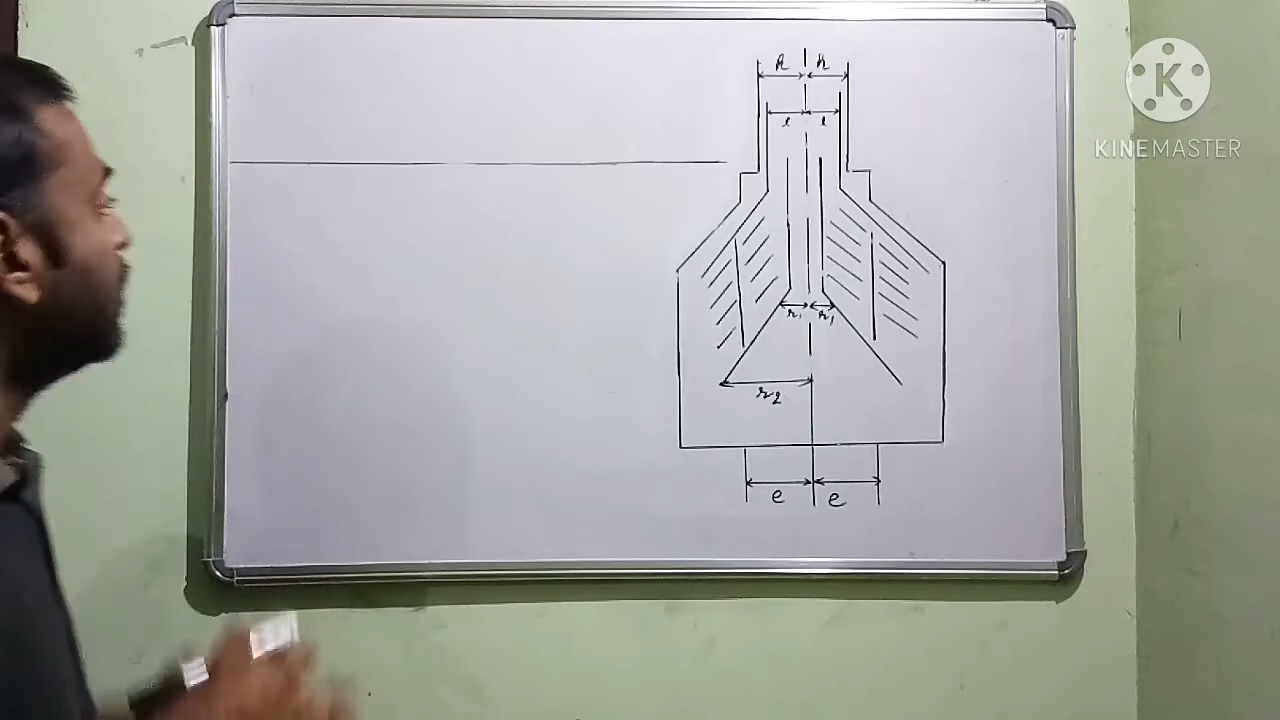 R h
l l
r₁ r₁
r₂
e e
K
KINEMASTER